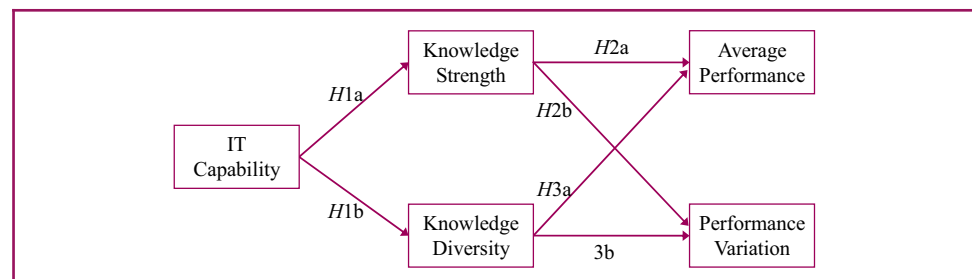 Knowledge
Strength
H2a
Average
Performance
H1a
H2b
IT
Capability
H3a
H1b
Knowledge
Diversity
3b
Performance
Variation